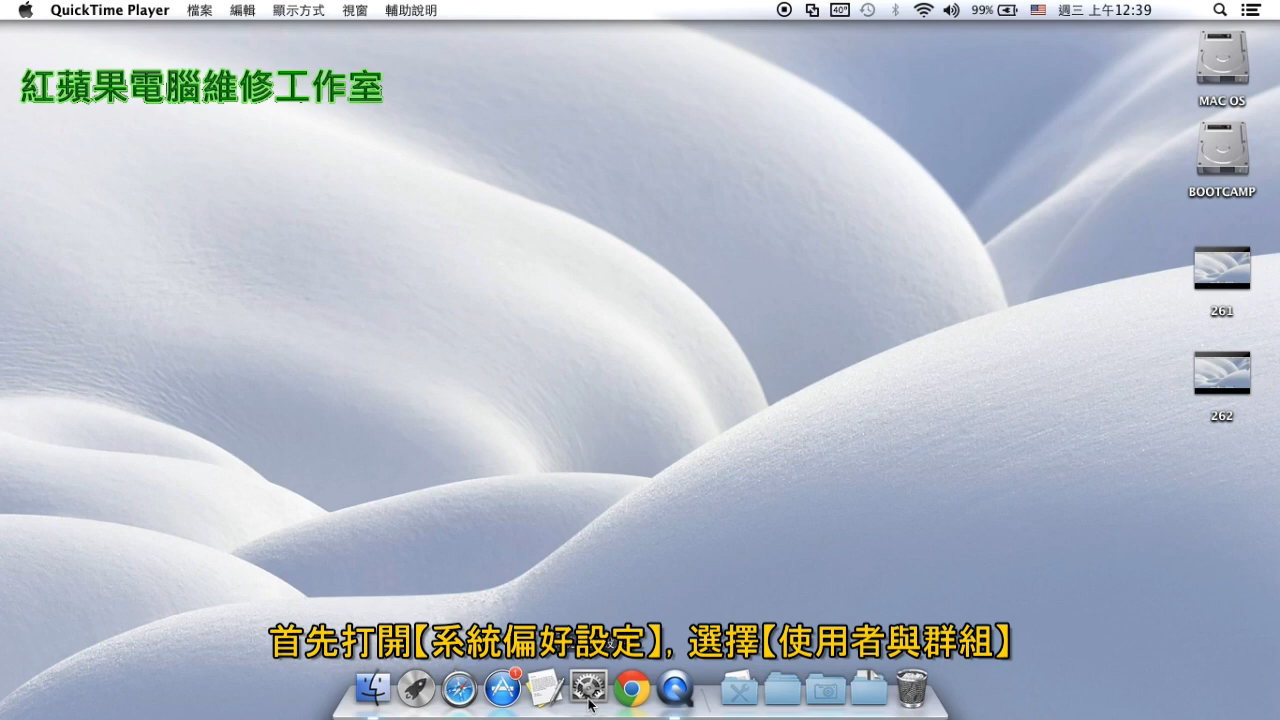 QuickTime Player 檔案 編輯 顯示方式 視窗 輔助說明 40° 99% 週三 上午12:39
紅蘋果電腦維修工作室
MAC OS
BOOTCAMP
261
262
首先打開【系統偏好設定】, 選擇【使用者與群組】
1